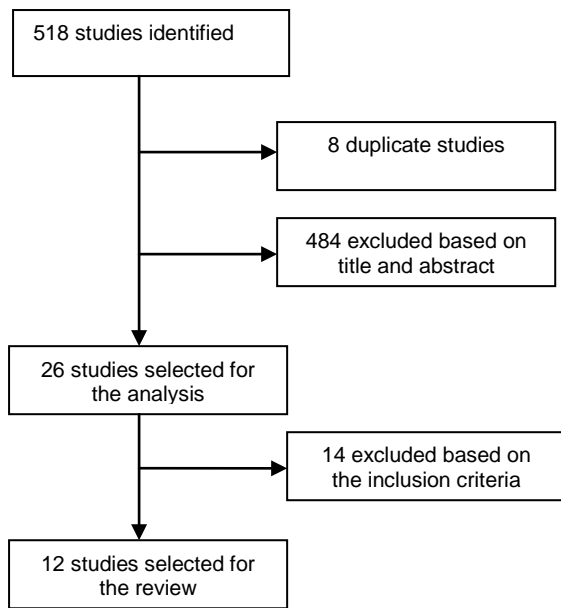 518 studies identified
8 duplicate studies
484 excluded based on
title and abstract
26 studies selected for
the analysis
14 excluded based on
the inclusion criteria
12 studies selected for
the review